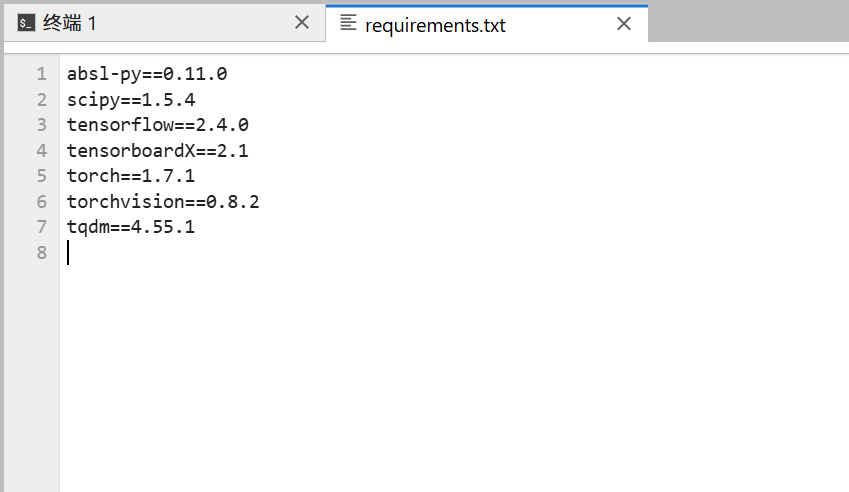 终端 1
requirements.txt
1 absl-py==0.11.0
2 scipy==1.5.4
3 tensorflow==2.4.0
4 tensorboardX==2.1
5 torch==1.7.1
6 torchvision==0.8.2
7 tqdm==4.55.1
8